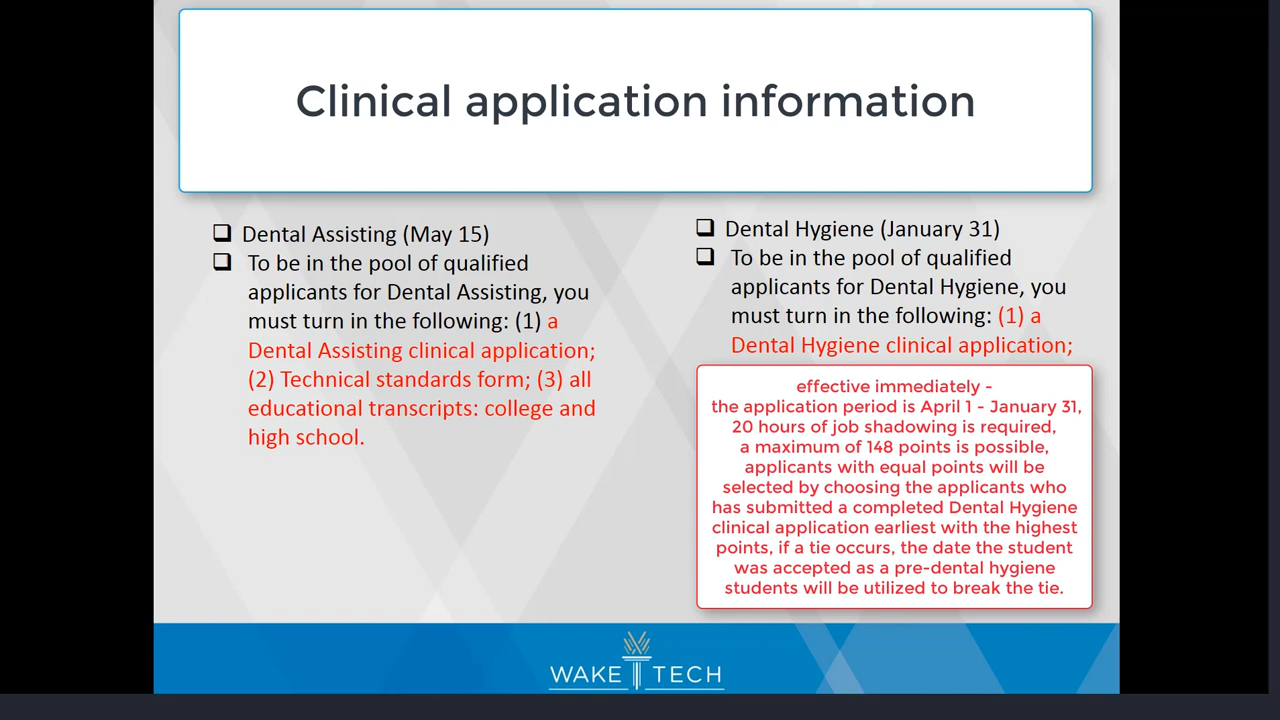 Clinical application information
❑ Dental Assisting (May 15)
❑ To be in the pool of qualified
applicants for Dental Assisting, you
must turn in the following: (1) a
Dental Assisting clinical application;
(2) Technical standards form; (3) all
educational transcripts: college and
high school.
❑ Dental Hygiene (January 31)
❑ To be in the pool of qualified
applicants for Dental Hygiene, you
must turn in the following: (1) a
Dental Hygiene clinical application;
effective immediately -
the application period is April 1 - January 31,
20 hours of job shadowing is required,
a maximum of 148 points is possible,
applicants with equal points will be
selected by choosing the applicants who
has submitted a completed Dental Hygiene
clinical application earliest with the highest
points, if a tie occurs, the date the student
was accepted as a pre-dental hygiene
students will be utilized to break the tie.
WAKE TECH